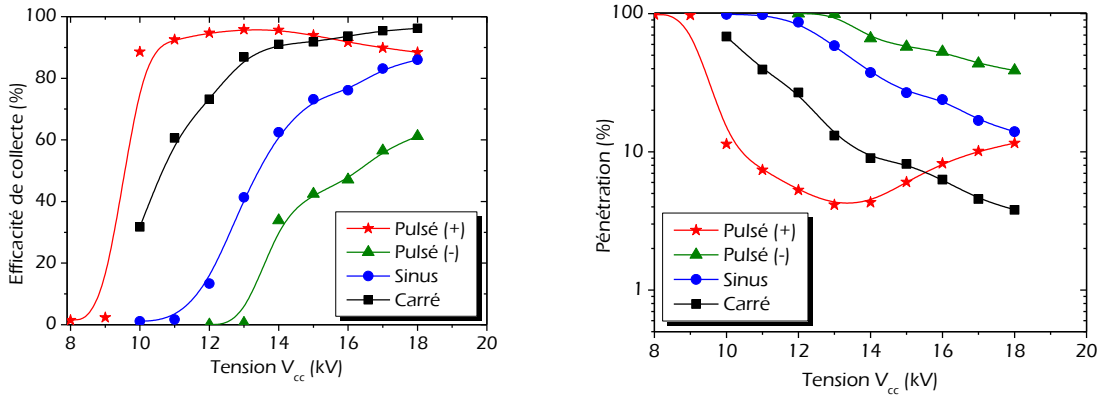 100
80
60
40
20
0
Efficacité de collecte (%)
8 10 12 14 16 18 20
Tension Vcc (kV)
Pulsé (+)
Pulsé (-)
Sinus
Carré
100
10
1
Pénétration (%)
8 10 12 14 16 18 20
Tension Vcc (kV)
Pulsé (+)
Pulsé (-)
Sinus
Carré